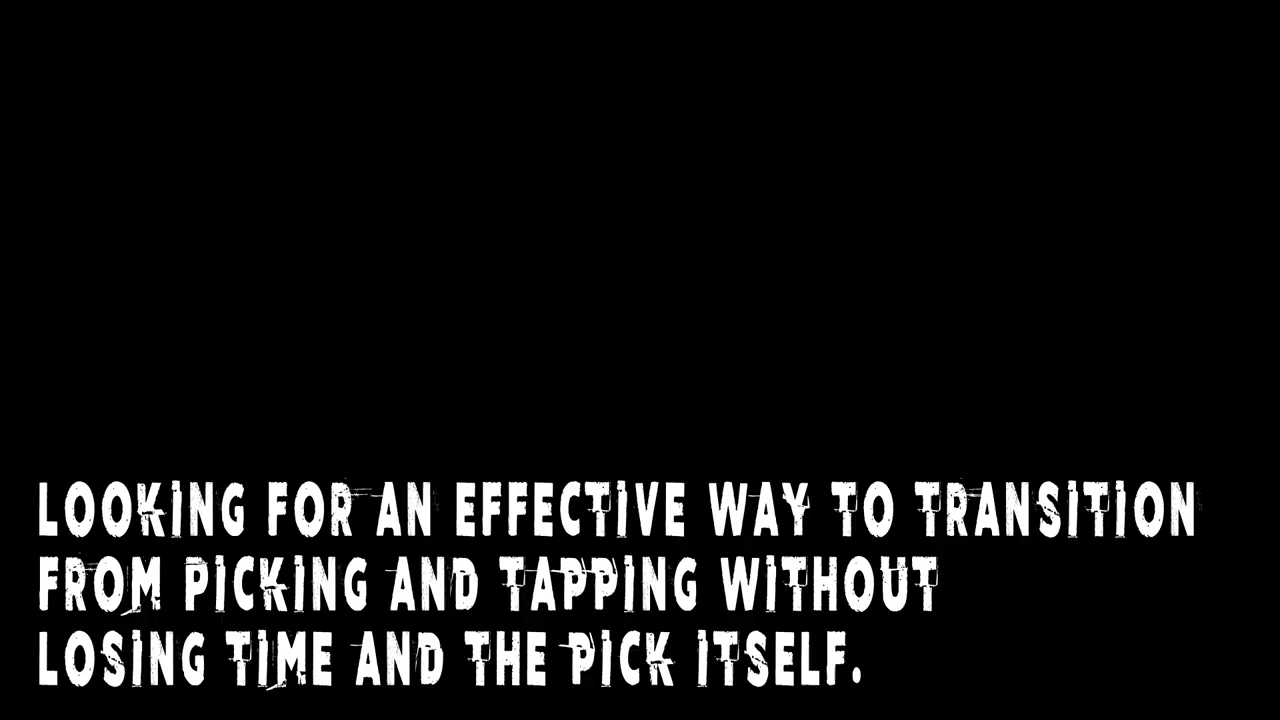 LOOKING FOR AN EFFECTIVE WAY TO TRANSITION
FROM PICKING AND TAPPING WITHOUT
LOSING TIME AND THE PICK ITSELF.